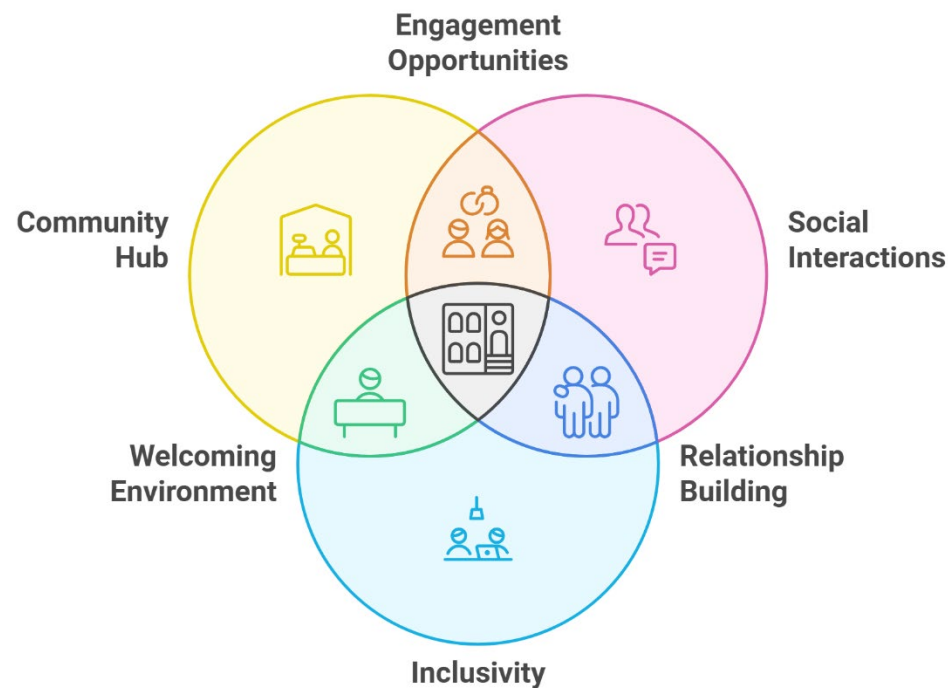 Engagement
Opportunities
Community
Hub
Social
Interactions
Welcoming
Environment
Relationship
Building
Inclusivity